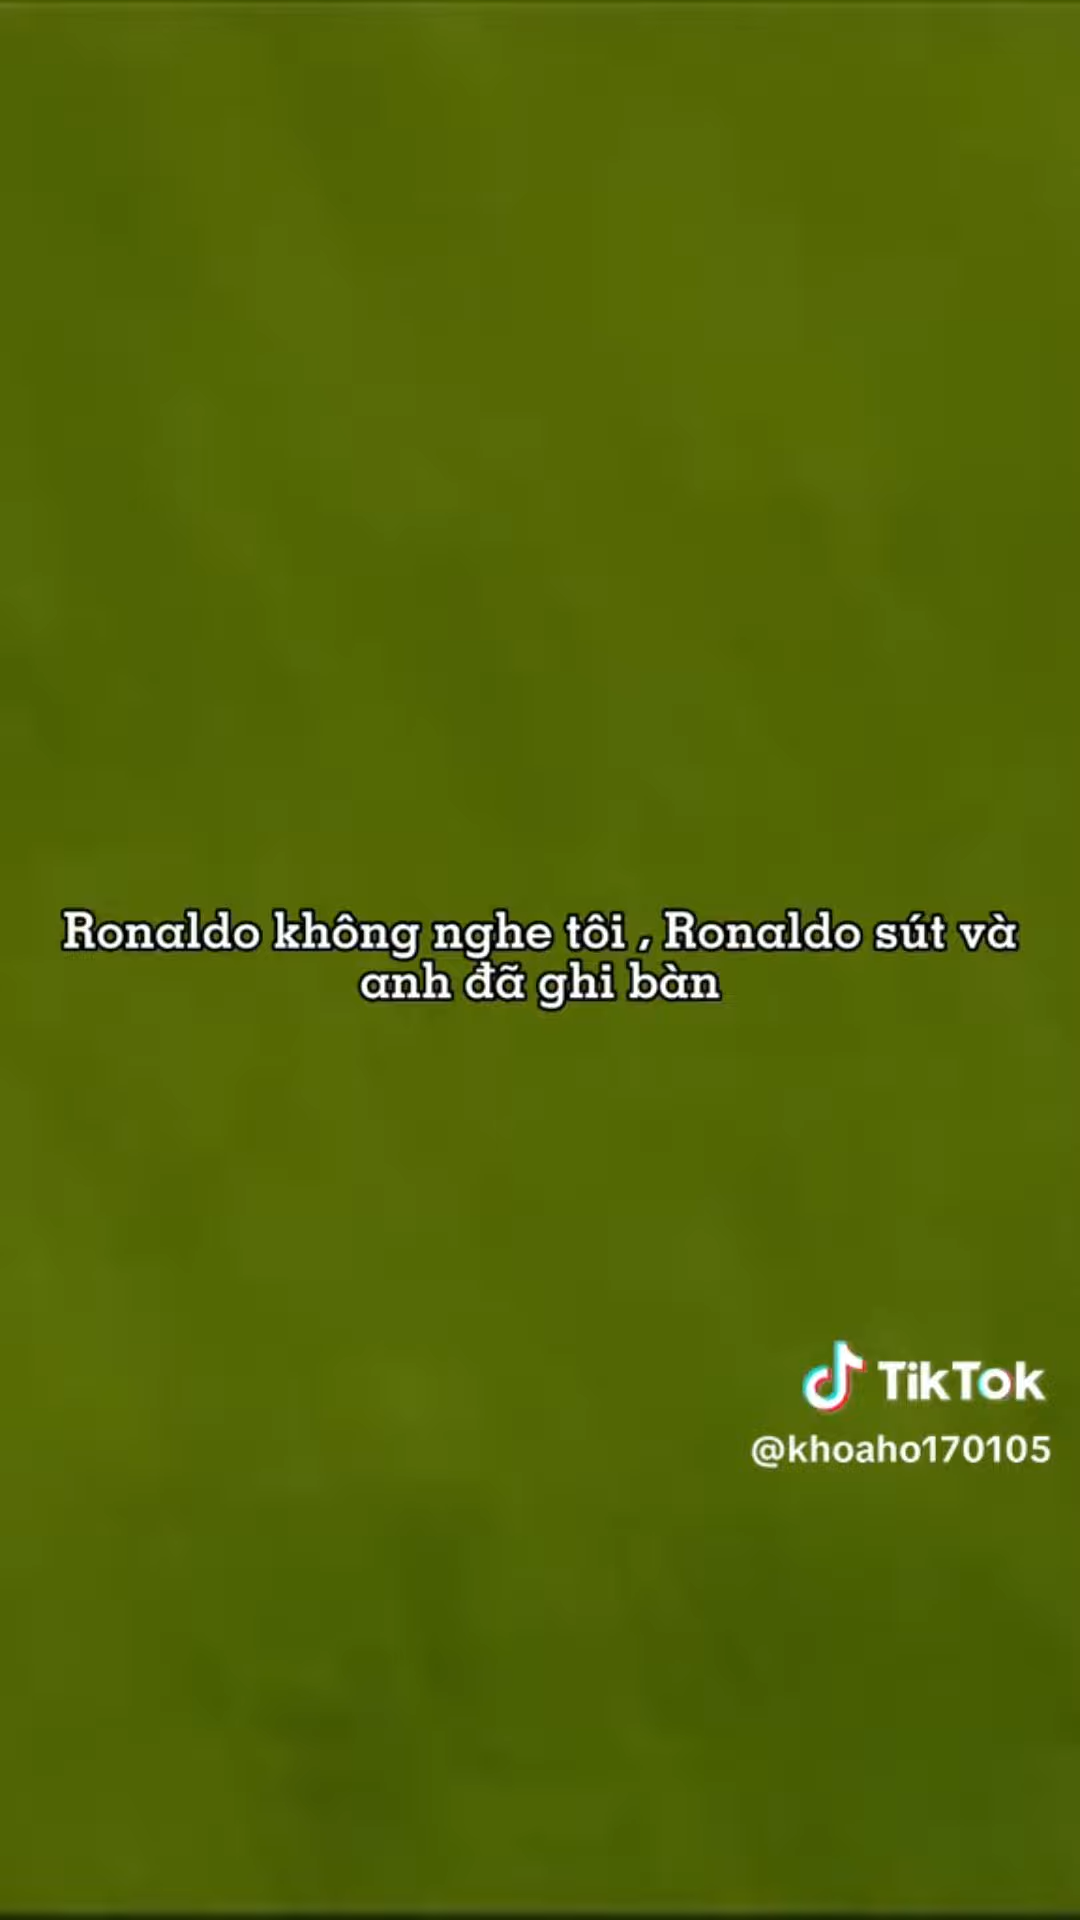 Ronaldo không nghe tôi , Ronaldo sút và
anh đã ghi bàn
TikTok
@khoaho170105